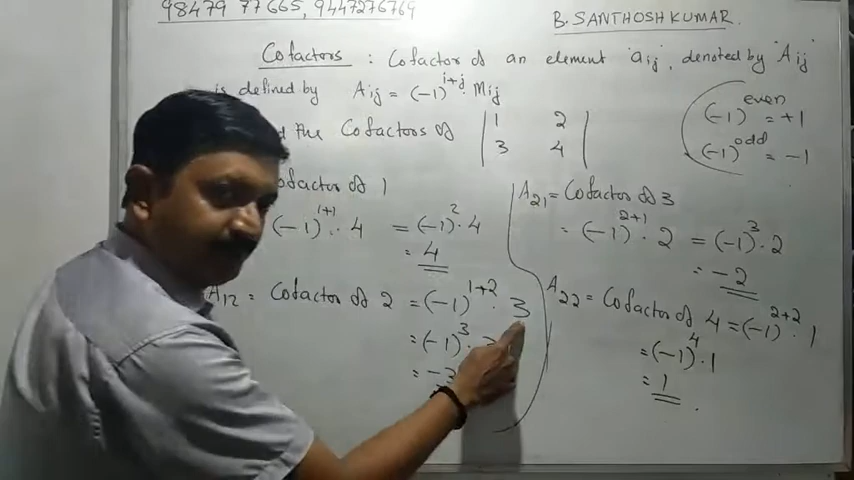 98479 77665, 9447276769
B. SANTHOSH KUMAR.
Cofactors : Cofactor of an element 'aij', denoted by 'Aij'
is defined by Aij = (-1)^i+j . Mij
(-1)^even = +1
(-1)^odd = -1
the Cofactors of | 1 2 |
| 3 4 |
of 1
(-1)^1+1 . 4 = (-1)^2 . 4
= 4
A12 = Cofactor of 2 = (-1)^1+2 . 3
= (-1)^3 .
= -3
A21 = Cofactor of 3
= (-1)^2+1 . 2 = (-1)^3 . 2
= -2
A22 = Cofactor of 4 = (-1)^2+2 . 1
= (-1)^4 . 1
= 1 .